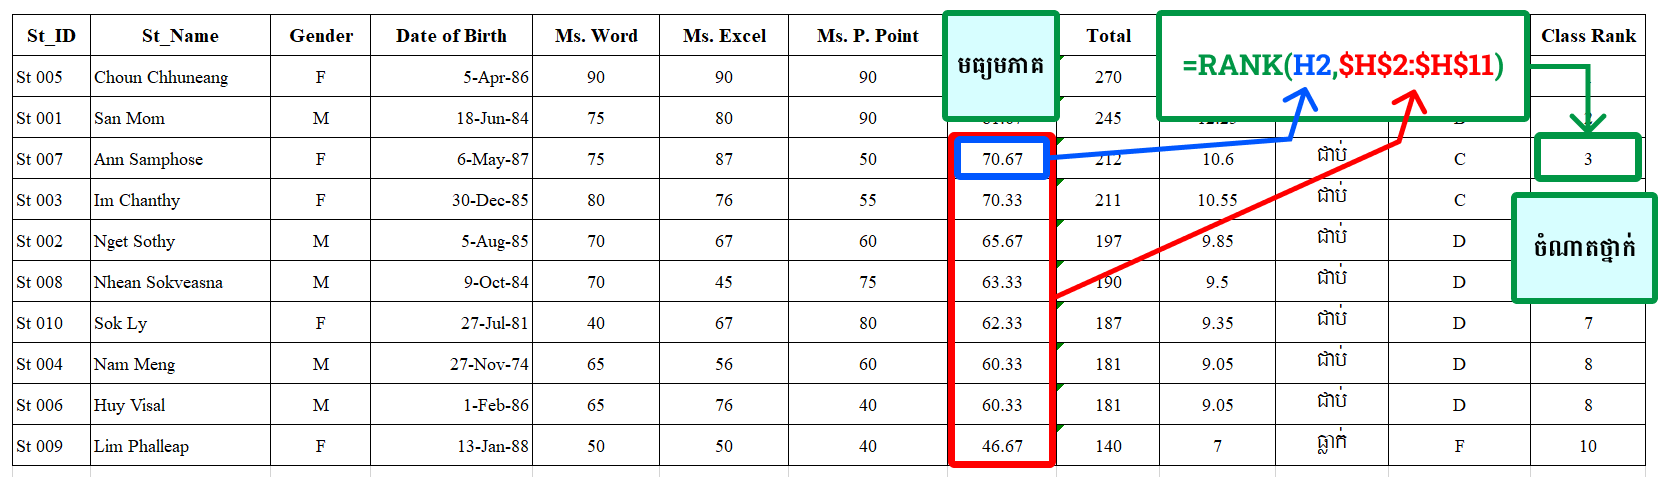 St_ID St_Name Gender Date of Birth Ms. Word Ms. Excel Ms. P. Point មធ្យមភាគ Total =RANK(H2,$H$2:$H$11) Class Rank
St 005 Choun Chhuneang F 5-Apr-86 90 90 90 270
St 001 San Mom M 18-Jun-84 75 80 90 245
St 007 Ann Samphose F 6-May-87 75 87 50 70.67 212 10.6 ជាប់ C 3
St 003 Im Chanthy F 30-Dec-85 80 76 55 70.33 211 10.55 ជាប់ C
St 002 Nget Sothy M 5-Aug-85 70 67 60 65.67 197 9.85 ជាប់ D ចំណាតថ្នាក់
St 008 Nhean Sokveasna M 9-Oct-84 70 45 75 63.33 190 9.5 ជាប់ D
St 010 Sok Ly F 27-Jul-81 40 67 80 62.33 187 9.35 ជាប់ D 7
St 004 Nam Meng M 27-Nov-74 65 56 60 60.33 181 9.05 ជាប់ D 8
St 006 Huy Visal M 1-Feb-86 65 76 40 60.33 181 9.05 ជាប់ D 8
St 009 Lim Phalleap F 13-Jan-88 50 50 40 46.67 140 7 ធ្លាក់ F 10